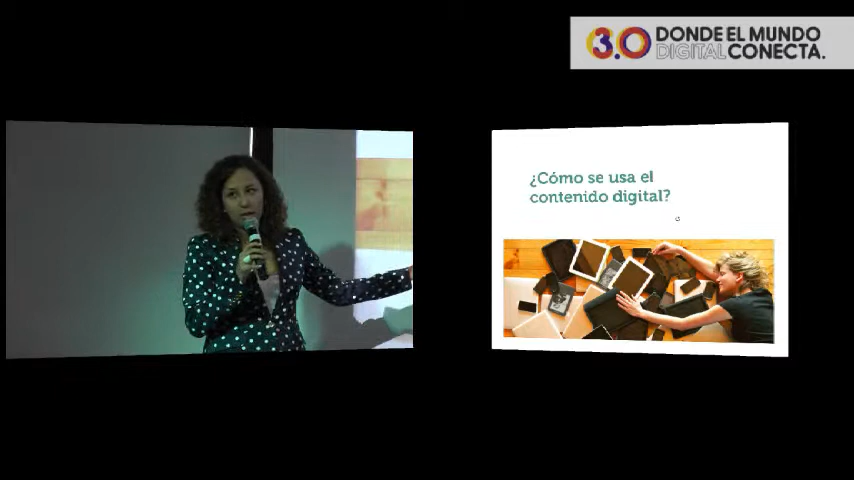 3.0 DONDE EL MUNDO
DIGITAL CONECTA.
¿Cómo se usa el
contenido digital?